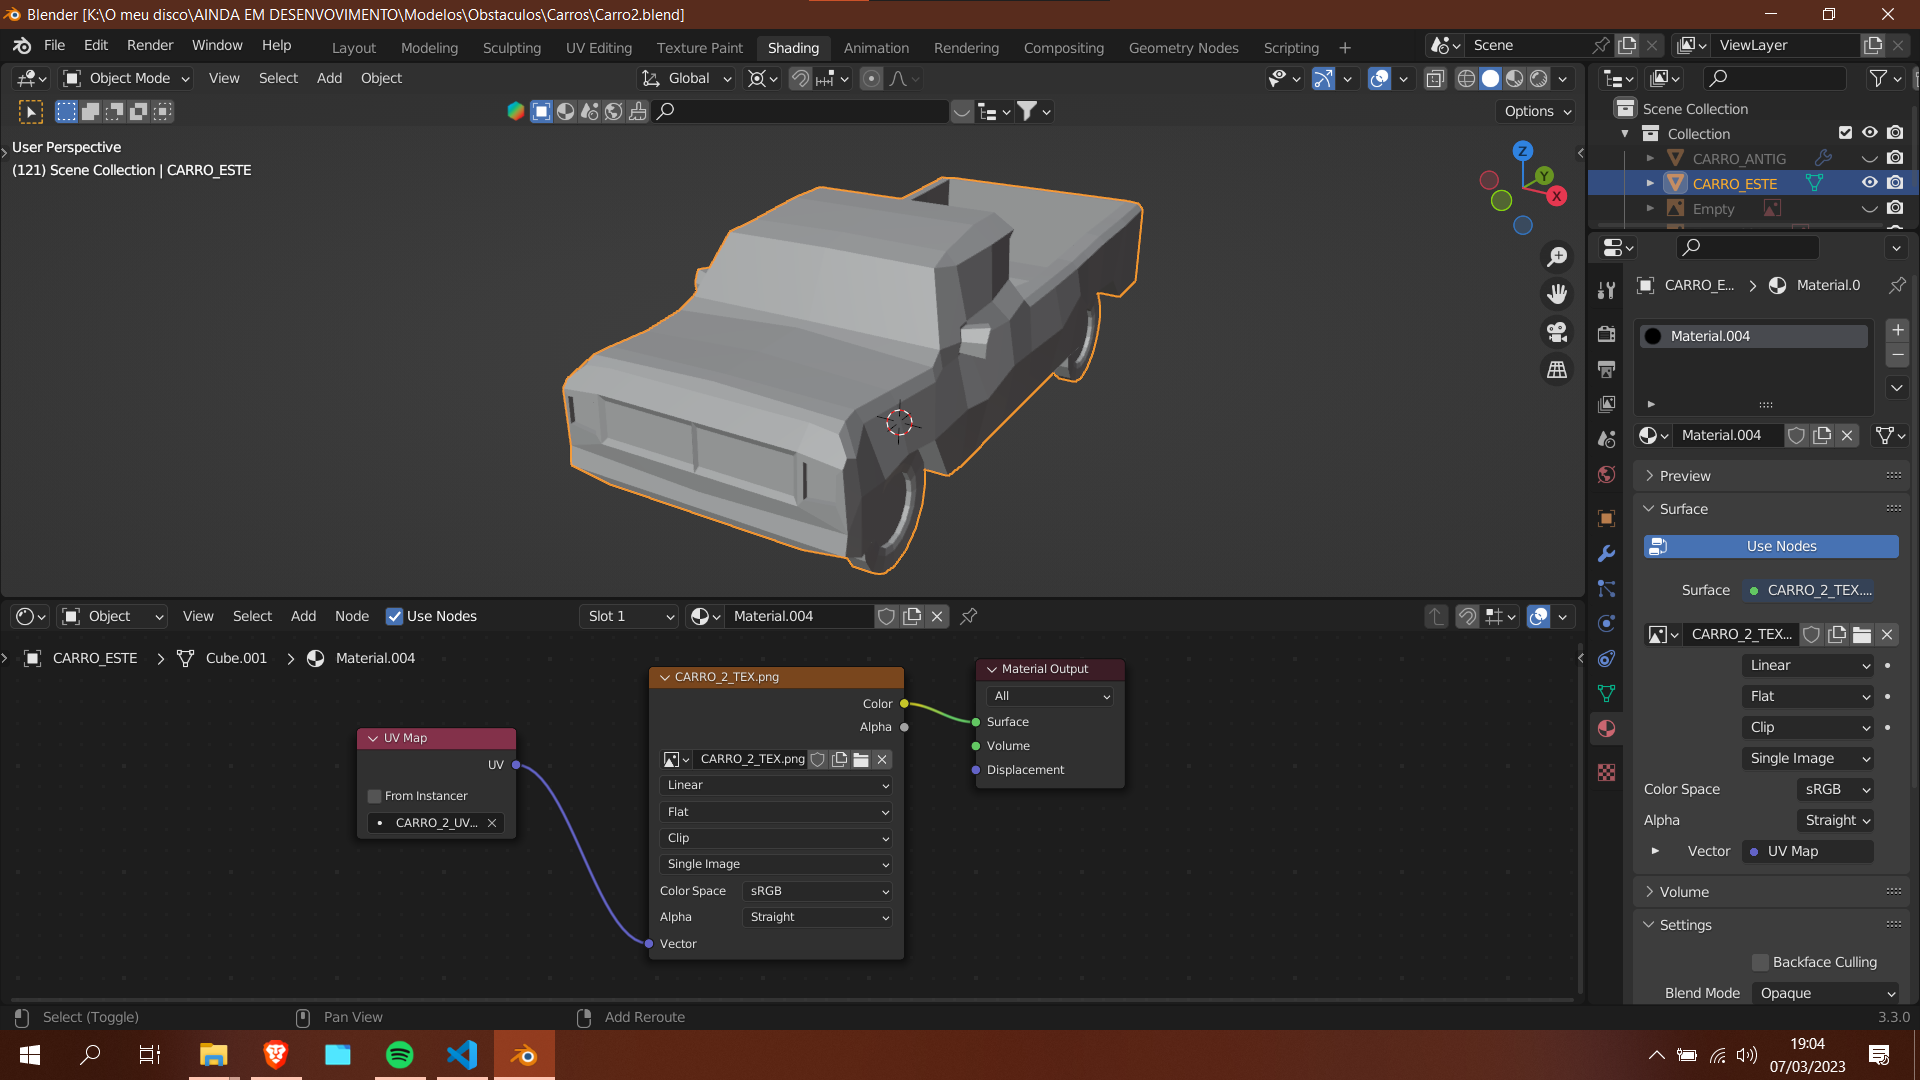 Blender [K:\O meu disco\AINDA EM DESENVOVIMENTO\Modelos\Obstaculos\Carros\Carro2.blend]
File Edit Render Window Help
Layout Modeling Sculpting UV Editing Texture Paint Shading Animation Rendering Compositing Geometry Nodes Scripting
Scene
ViewLayer
Object Mode View Select Add Object
Global
Options
User Perspective
(121) Scene Collection | CARRO_ESTE
Z
Y
X
Scene Collection
Collection
CARRO_ANTIG
CARRO_ESTE
Empty
CARRO_E... Material.0
Material.004
Material.004
Preview
Surface
Use Nodes
Surface CARRO_2_TEX....
CARRO_2_TEX...
Linear
Flat
Clip
Single Image
Color Space sRGB
Alpha Straight
Vector UV Map
Volume
Settings
Backface Culling
Blend Mode Opaque
Object View Select Add Node Use Nodes
Slot 1
Material.004
CARRO_ESTE Cube.001 Material.004
UV Map
UV
From Instancer
CARRO_2_UV...
CARRO_2_TEX.png
Color
Alpha
CARRO_2_TEX.png
Linear
Flat
Clip
Single Image
Color Space sRGB
Alpha Straight
Vector
Material Output
All
Surface
Volume
Displacement
Select (Toggle)
Pan View
Add Reroute
3.3.0
19:04
07/03/2023